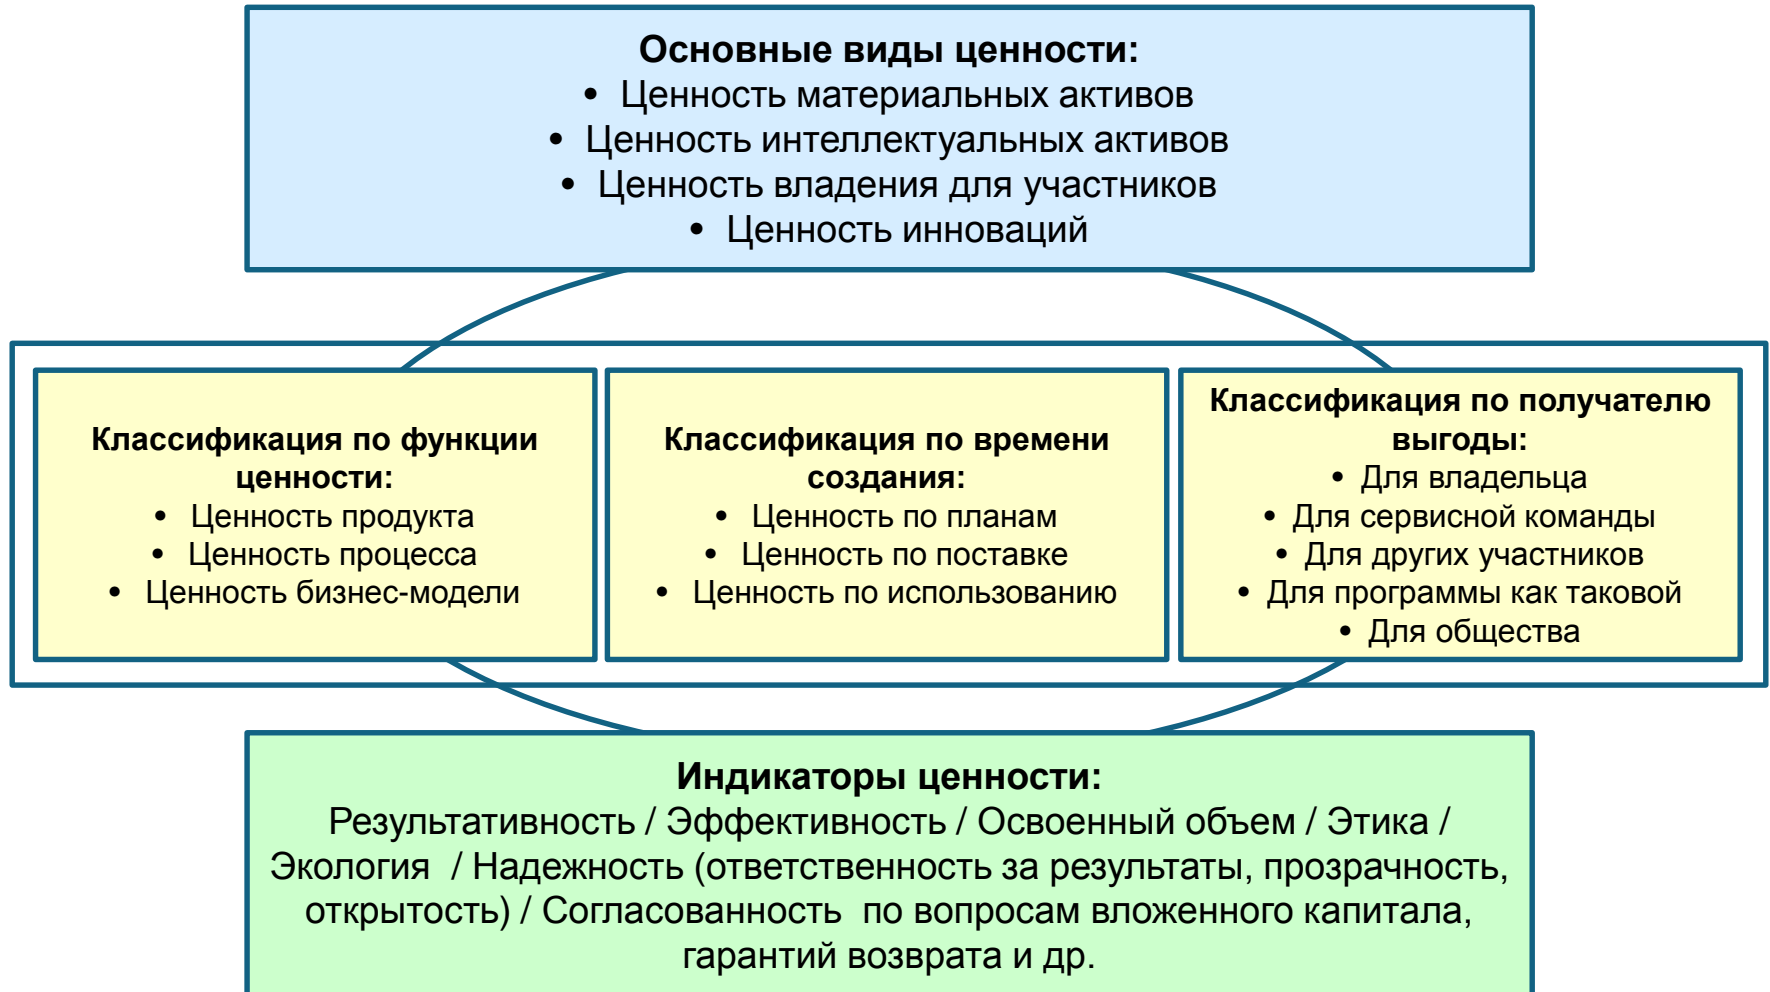 Основные виды ценности:
• Ценность материальных активов
• Ценность интеллектуальных активов
• Ценность владения для участников
• Ценность инноваций
Классификация по функции
ценности:
• Ценность продукта
• Ценность процесса
• Ценность бизнес-модели
Классификация по времени
создания:
• Ценность по планам
• Ценность по поставке
• Ценность по использованию
Классификация по получателю
выгоды:
• Для владельца
• Для сервисной команды
• Для других участников
• Для программы как таковой
• Для общества
Индикаторы ценности:
Результативность / Эффективность / Освоенный объем / Этика /
Экология / Надежность (ответственность за результаты, прозрачность,
открытость) / Согласованность по вопросам вложенного капитала,
гарантий возврата и др.